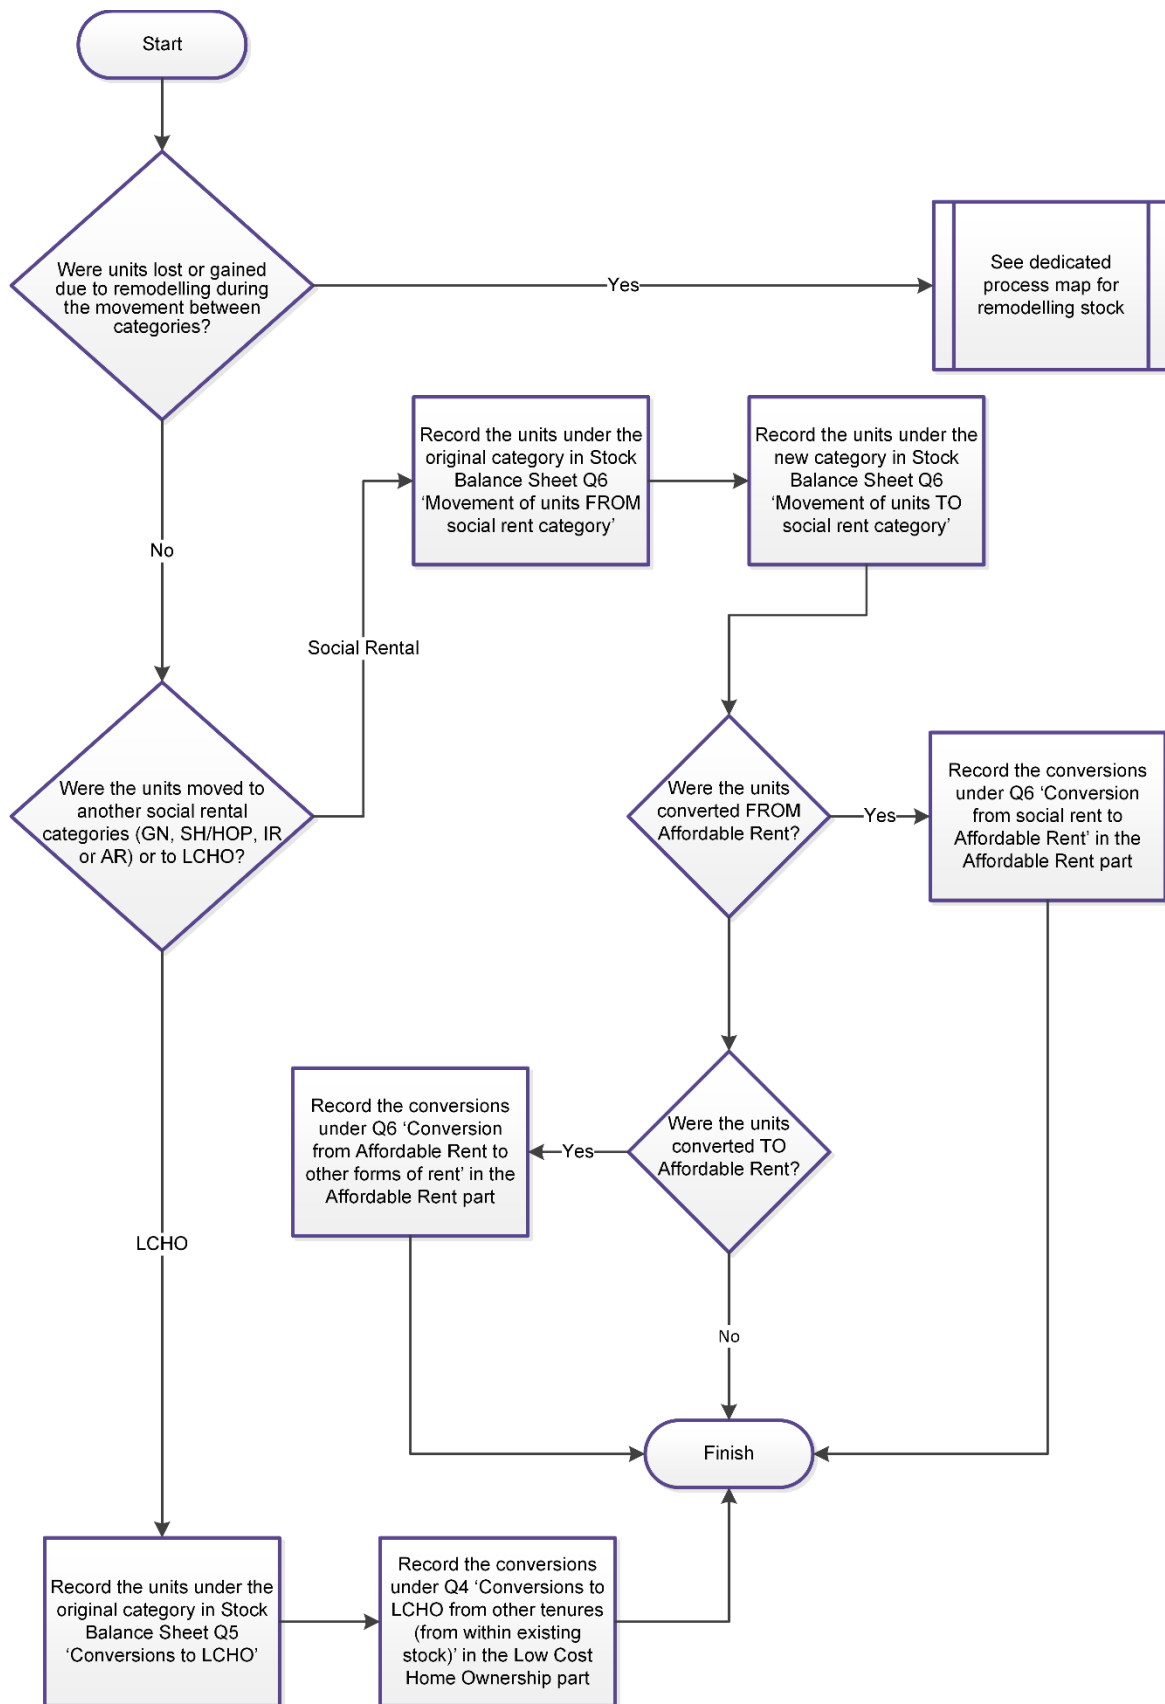 Start
Were units lost or gained
due to remodelling during
the movement between
categories?
Yes
See dedicated
process map for
remodelling stock
No
Record the units under the
original category in Stock
Balance Sheet Q6
‘Movement of units FROM
social rent category’
Record the units under the
new category in Stock
Balance Sheet Q6
‘Movement of units TO
social rent category’
Social Rental
Were the units moved to
another social rental
categories (GN, SH/HOP, IR
or AR) or to LCHO?
Were the units
converted FROM
Affordable Rent?
Yes
Record the conversions
under Q6 ‘Conversion
from social rent to
Affordable Rent’ in the
Affordable Rent part
Were the units
converted TO
Affordable Rent?
Yes
Record the conversions
under Q6 ‘Conversion
from Affordable Rent to
other forms of rent’ in the
Affordable Rent part
LCHO
No
Finish
Record the units under the
original category in Stock
Balance Sheet Q5
‘Conversions to LCHO’
Record the conversions
under Q4 ‘Conversions to
LCHO from other tenures
(from within existing
stock)’ in the Low Cost
Home Ownership part